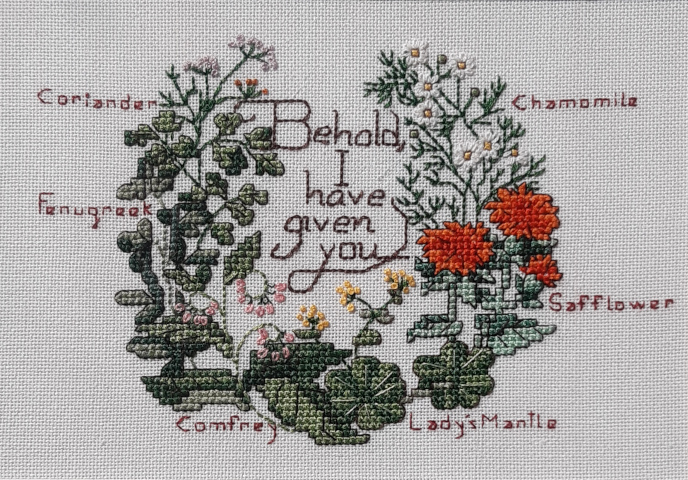 Coriander
Chamomile
Behold,
I
have
given
you
Fenugreek
Safflower
Comfrey
Lady's Mantle